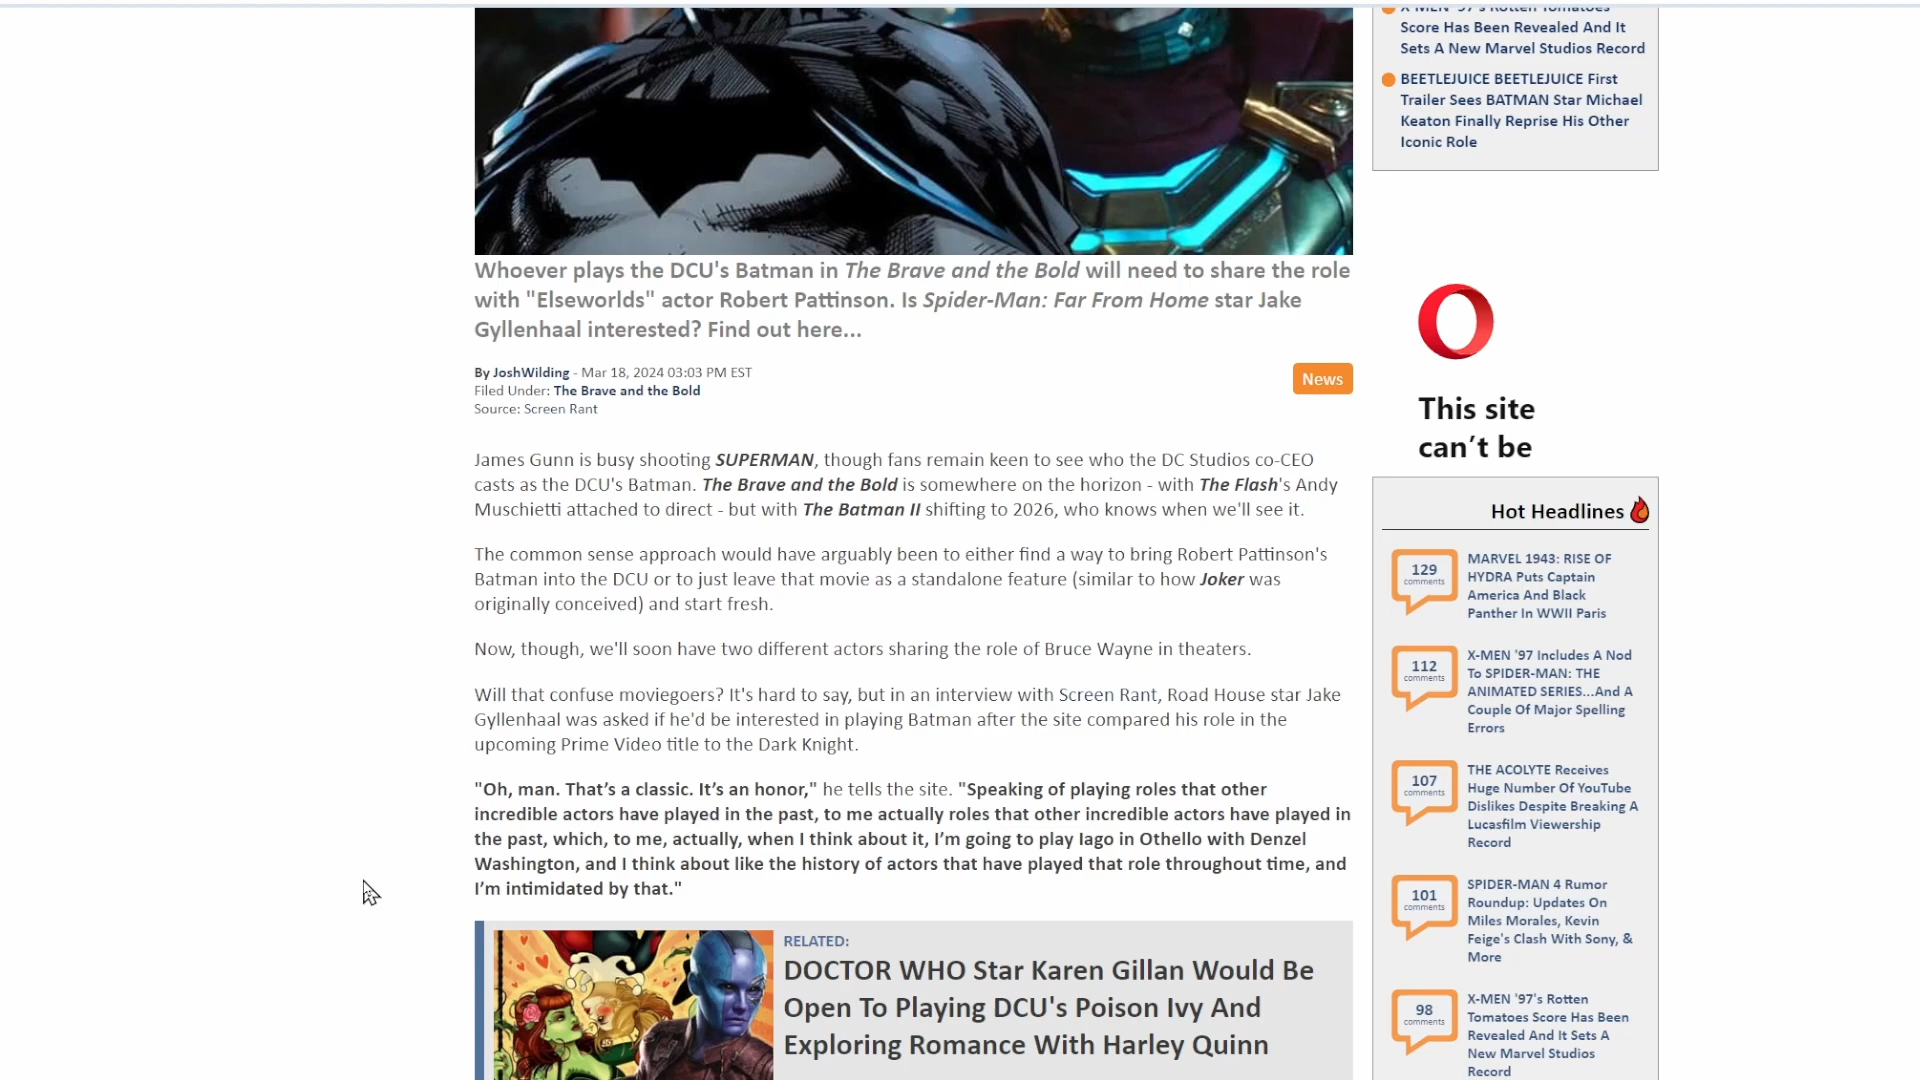 Whoever plays the DCU's Batman in The Brave and the Bold will need to share the role
with "Elseworlds" actor Robert Pattinson. Is Spider-Man: Far From Home star Jake
Gyllenhaal interested? Find out here...
By JoshWilding - Mar 18, 2024 03:03 PM EST
Filed Under: The Brave and the Bold
Source: Screen Rant
News
James Gunn is busy shooting SUPERMAN, though fans remain keen to see who the DC Studios co-CEO
casts as the DCU's Batman. The Brave and the Bold is somewhere on the horizon - with The Flash's Andy
Muschietti attached to direct - but with The Batman II shifting to 2026, who knows when we'll see it.
The common sense approach would have arguably been to either find a way to bring Robert Pattinson's
Batman into the DCU or to just leave that movie as a standalone feature (similar to how Joker was
originally conceived) and start fresh.
Now, though, we'll soon have two different actors sharing the role of Bruce Wayne in theaters.
Will that confuse moviegoers? It's hard to say, but in an interview with Screen Rant, Road House star Jake
Gyllenhaal was asked if he'd be interested in playing Batman after the site compared his role in the
upcoming Prime Video title to the Dark Knight.
"Oh, man. That’s a classic. It’s an honor," he tells the site. "Speaking of playing roles that other
incredible actors have played in the past, to me actually roles that other incredible actors have played in
the past, which, to me, actually, when I think about it, I’m going to play Iago in Othello with Denzel
Washington, and I think about like the history of actors that have played that role throughout time, and
I’m intimidated by that."
RELATED:
DOCTOR WHO Star Karen Gillan Would Be
Open To Playing DCU's Poison Ivy And
Exploring Romance With Harley Quinn
X-MEN '97's Rotten Tomatoes
Score Has Been Revealed And It
Sets A New Marvel Studios Record
BEETLEJUICE BEETLEJUICE First
Trailer Sees BATMAN Star Michael
Keaton Finally Reprise His Other
Iconic Role
This site
can’t be
Hot Headlines
129
comments
MARVEL 1943: RISE OF
HYDRA Puts Captain
America And Black
Panther In WWII Paris
112
comments
X-MEN '97 Includes A Nod
To SPIDER-MAN: THE
ANIMATED SERIES...And A
Couple Of Major Spelling
Errors
107
comments
THE ACOLYTE Receives
Huge Number Of YouTube
Dislikes Despite Breaking A
Lucasfilm Viewership
Record
101
comments
SPIDER-MAN 4 Rumor
Roundup: Updates On
Miles Morales, Kevin
Feige's Clash With Sony, &
More
98
comments
X-MEN '97's Rotten
Tomatoes Score Has Been
Revealed And It Sets A
New Marvel Studios
Record